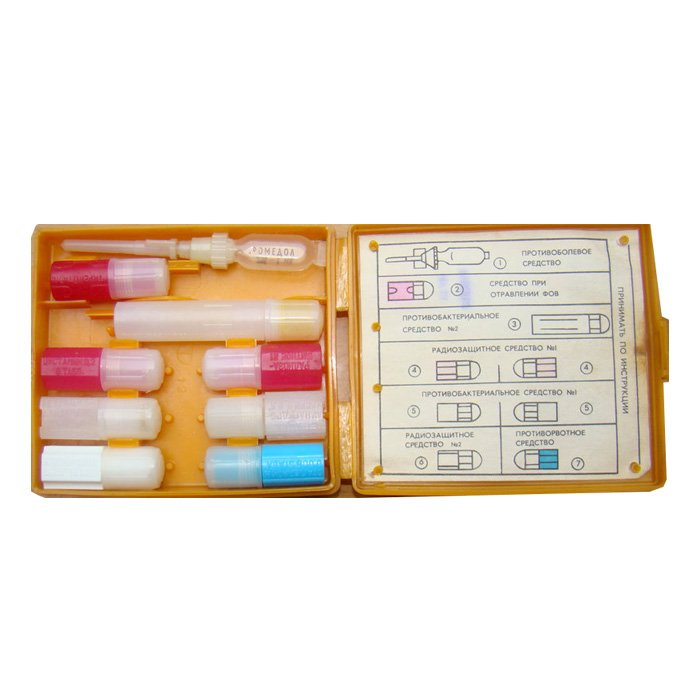 РОМЕДОЛ
1
ПРОТИВОБОЛЕВОЕ
СРЕДСТВО
2
СРЕДСТВО ПРИ
ОТРАВЛЕНИИ ФОВ
ПРОТИВОБАКТЕРИАЛЬНОЕ
СРЕДСТВО №2
3
РАДИОЗАЩИТНОЕ СРЕДСТВО №1
4
4
ПРОТИВОБАКТЕРИАЛЬНОЕ СРЕДСТВО №1
5
5
РАДИОЗАЩИТНОЕ
СРЕДСТВО №2
6
ПРОТИВОРВОТНОЕ
СРЕДСТВО
7
ПРИНИМАТЬ ПО ИНСТРУКЦИИ